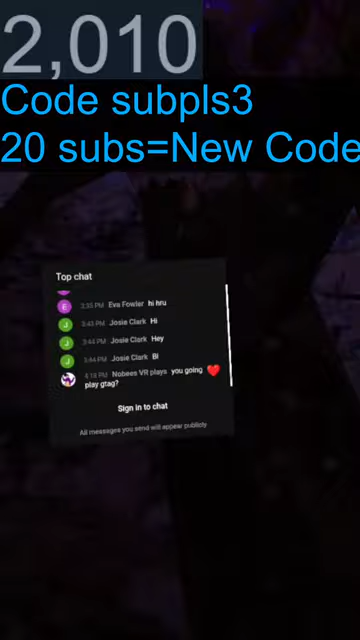 2,010
Code subpls3
20 subs=New Code
Top chat
E 3:35 PM Eva Fowler hi hru
J 3:43 PM Josie Clark Hi
J 3:44 PM Josie Clark Hey
J 3:44 PM Josie Clark Bi
4:18 PM Nobees VR plays you going
play gtag?
Sign in to chat
All messages you send will appear publicly